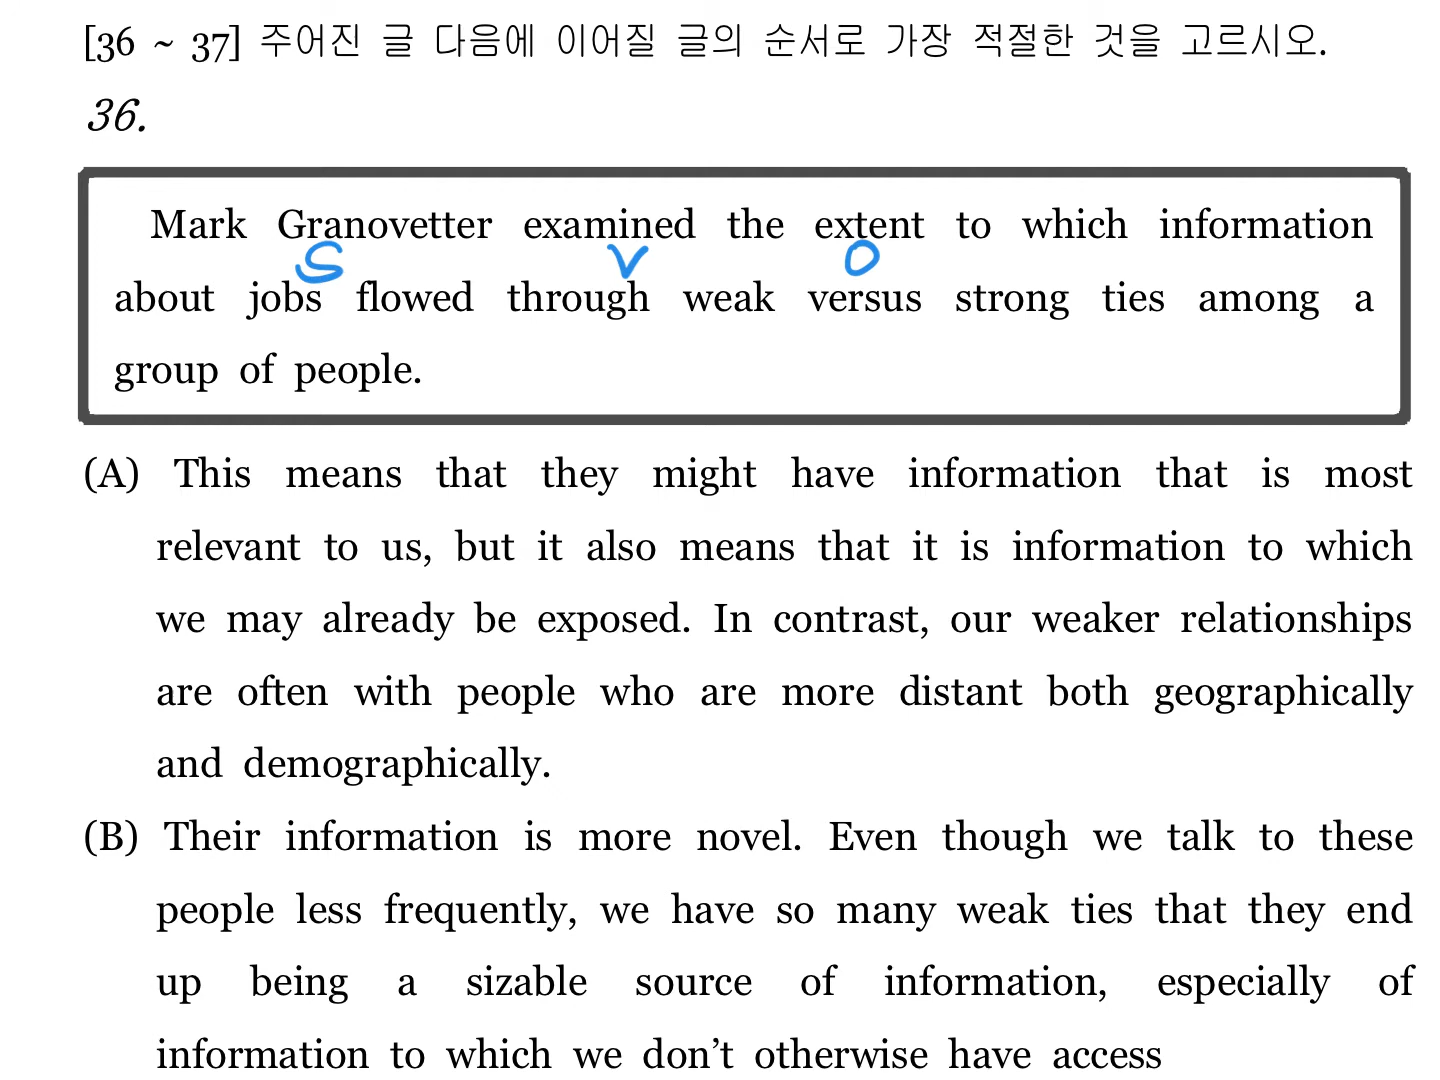 [36 ~ 37] 주어진 글 다음에 이어질 글의 순서로 가장 적절한 것을 고르시오.
36.
Mark Granovetter examined the extent to which information
S V O
about jobs flowed through weak versus strong ties among a
group of people.
(A) This means that they might have information that is most
relevant to us, but it also means that it is information to which
we may already be exposed. In contrast, our weaker relationships
are often with people who are more distant both geographically
and demographically.
(B) Their information is more novel. Even though we talk to these
people less frequently, we have so many weak ties that they end
up being a sizable source of information, especially of
information to which we don't otherwise have access